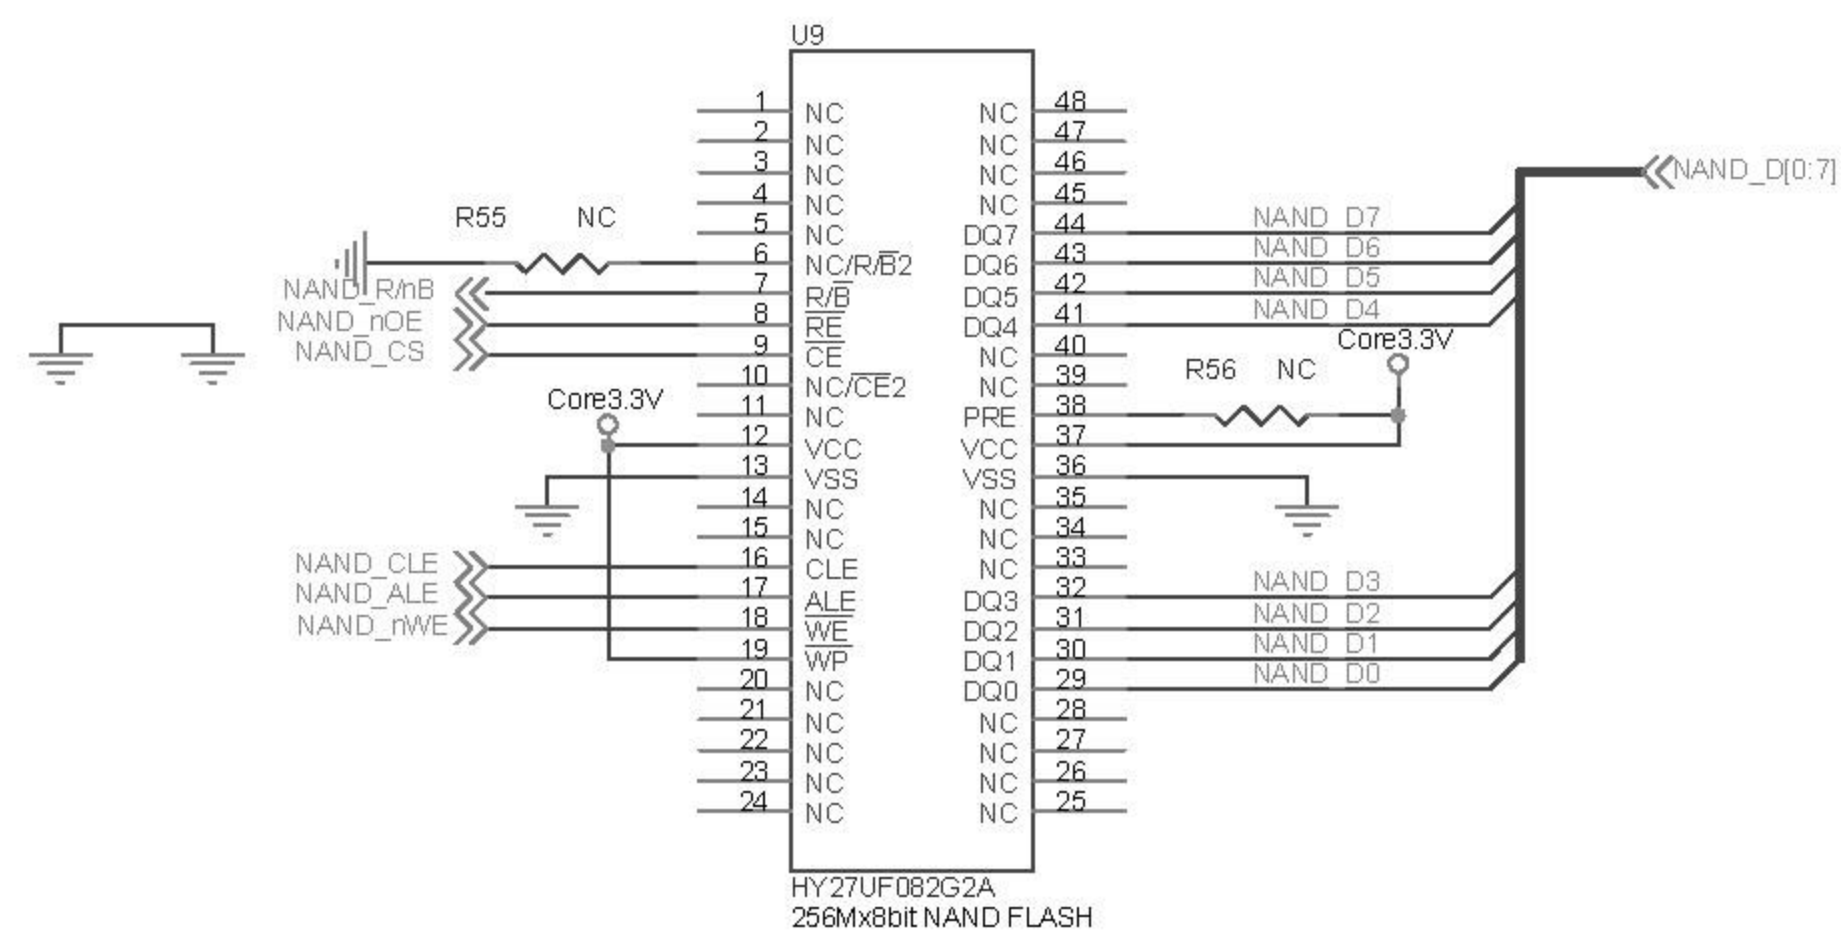 U9
1 NC NC 48
2 NC NC 47
3 NC NC 46
4 NC NC 45
NAND_D[0:7]
R55 NC
5 NC DQ7 44 NAND_D7
6 NC/R/B2 DQ6 43 NAND_D6
NAND_R/nB 7 R/B DQ5 42 NAND_D5
NAND_nOE 8 RE DQ4 41 NAND_D4
NAND_CS 9 CE NC 40
Core3.3V
10 NC/CE2 NC 39
R56 NC
Core3.3V
11 NC PRE 38
12 VCC VCC 37
13 VSS VSS 36
14 NC NC 35
15 NC NC 34
NAND_CLE 16 CLE NC 33
NAND_ALE 17 ALE DQ3 32 NAND_D3
NAND_nWE 18 WE DQ2 31 NAND_D2
19 WP DQ1 30 NAND_D1
20 NC DQ0 29 NAND_D0
21 NC NC 28
22 NC NC 27
23 NC NC 26
24 NC NC 25
HY27UF082G2A
256Mx8bit NAND FLASH